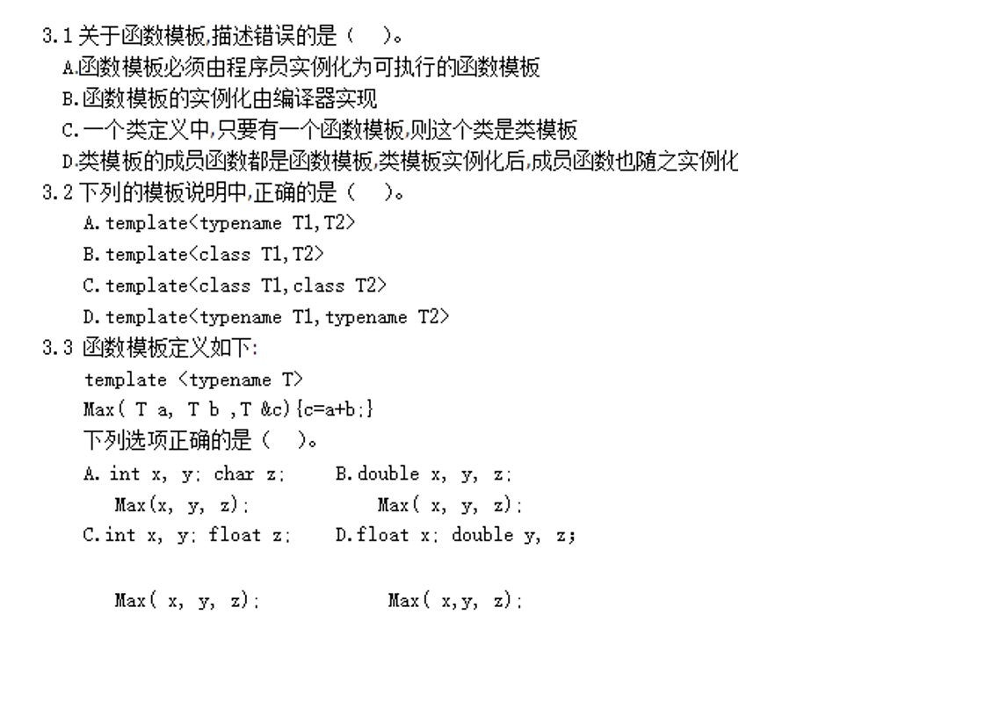 3.1 关于函数模板,描述错误的是（ ）。
A.函数模板必须由程序员实例化为可执行的函数模板
B.函数模板的实例化由编译器实现
C.一个类定义中,只要有一个函数模板,则这个类是类模板
D.类模板的成员函数都是函数模板,类模板实例化后,成员函数也随之实例化
3.2 下列的模板说明中,正确的是（ ）。
A.template<typename T1,T2>
B.template<class T1,T2>
C.template<class T1,class T2>
D.template<typename T1,typename T2>
3.3 函数模板定义如下:
template <typename T>
Max( T a, T b ,T &c){c=a+b;}
下列选项正确的是（ ）。
A. int x, y; char z; B.double x, y, z;
Max(x, y, z); Max( x, y, z);
C.int x, y; float z; D.float x; double y, z;
Max( x, y, z); Max( x,y, z);